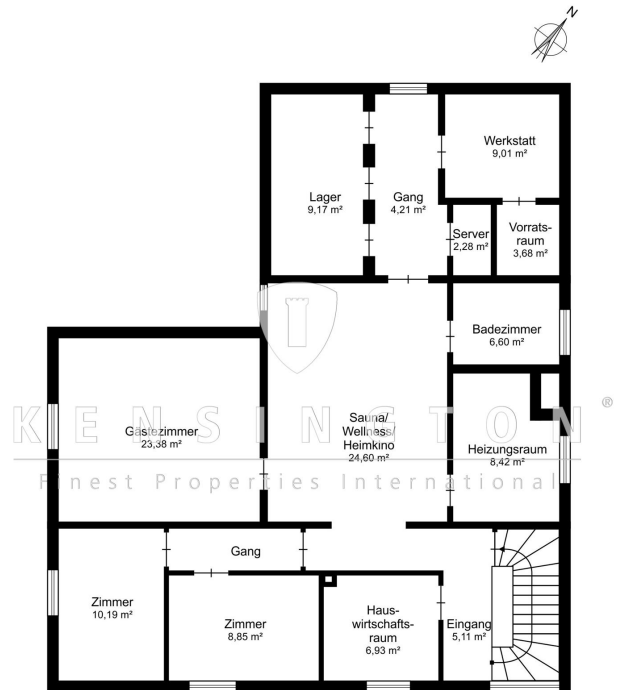 N
Werkstatt
9,01 m²
Lager
9,17 m²
Gang
4,21 m²
Server
2,28 m²
Vorrats-
raum
3,68 m²
Badezimmer
6,60 m²
Gästezimmer
23,38 m²
Sauna/
Wellness/
Heimkino
24,60 m²
Heizungsraum
8,42 m²
KENSINGTON®
Finest Properties International
Gang
Zimmer
10,19 m²
Zimmer
8,85 m²
Haus-
wirtschafts-
raum
6,93 m²
Eingang
5,11 m²